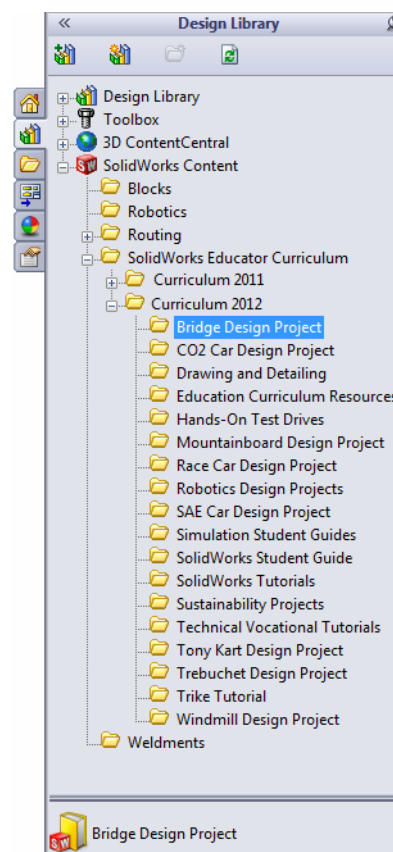 Design Library
Design Library
Toolbox
3D ContentCentral
SolidWorks Content
Blocks
Robotics
Routing
SolidWorks Educator Curriculum
Curriculum 2011
Curriculum 2012
Bridge Design Project
CO2 Car Design Project
Drawing and Detailing
Education Curriculum Resources
Hands-On Test Drives
Mountainboard Design Project
Race Car Design Project
Robotics Design Projects
SAE Car Design Project
Simulation Student Guides
SolidWorks Student Guide
SolidWorks Tutorials
Sustainability Projects
Technical Vocational Tutorials
Tony Kart Design Project
Trebuchet Design Project
Trike Tutorial
Windmill Design Project
Weldments
Bridge Design Project